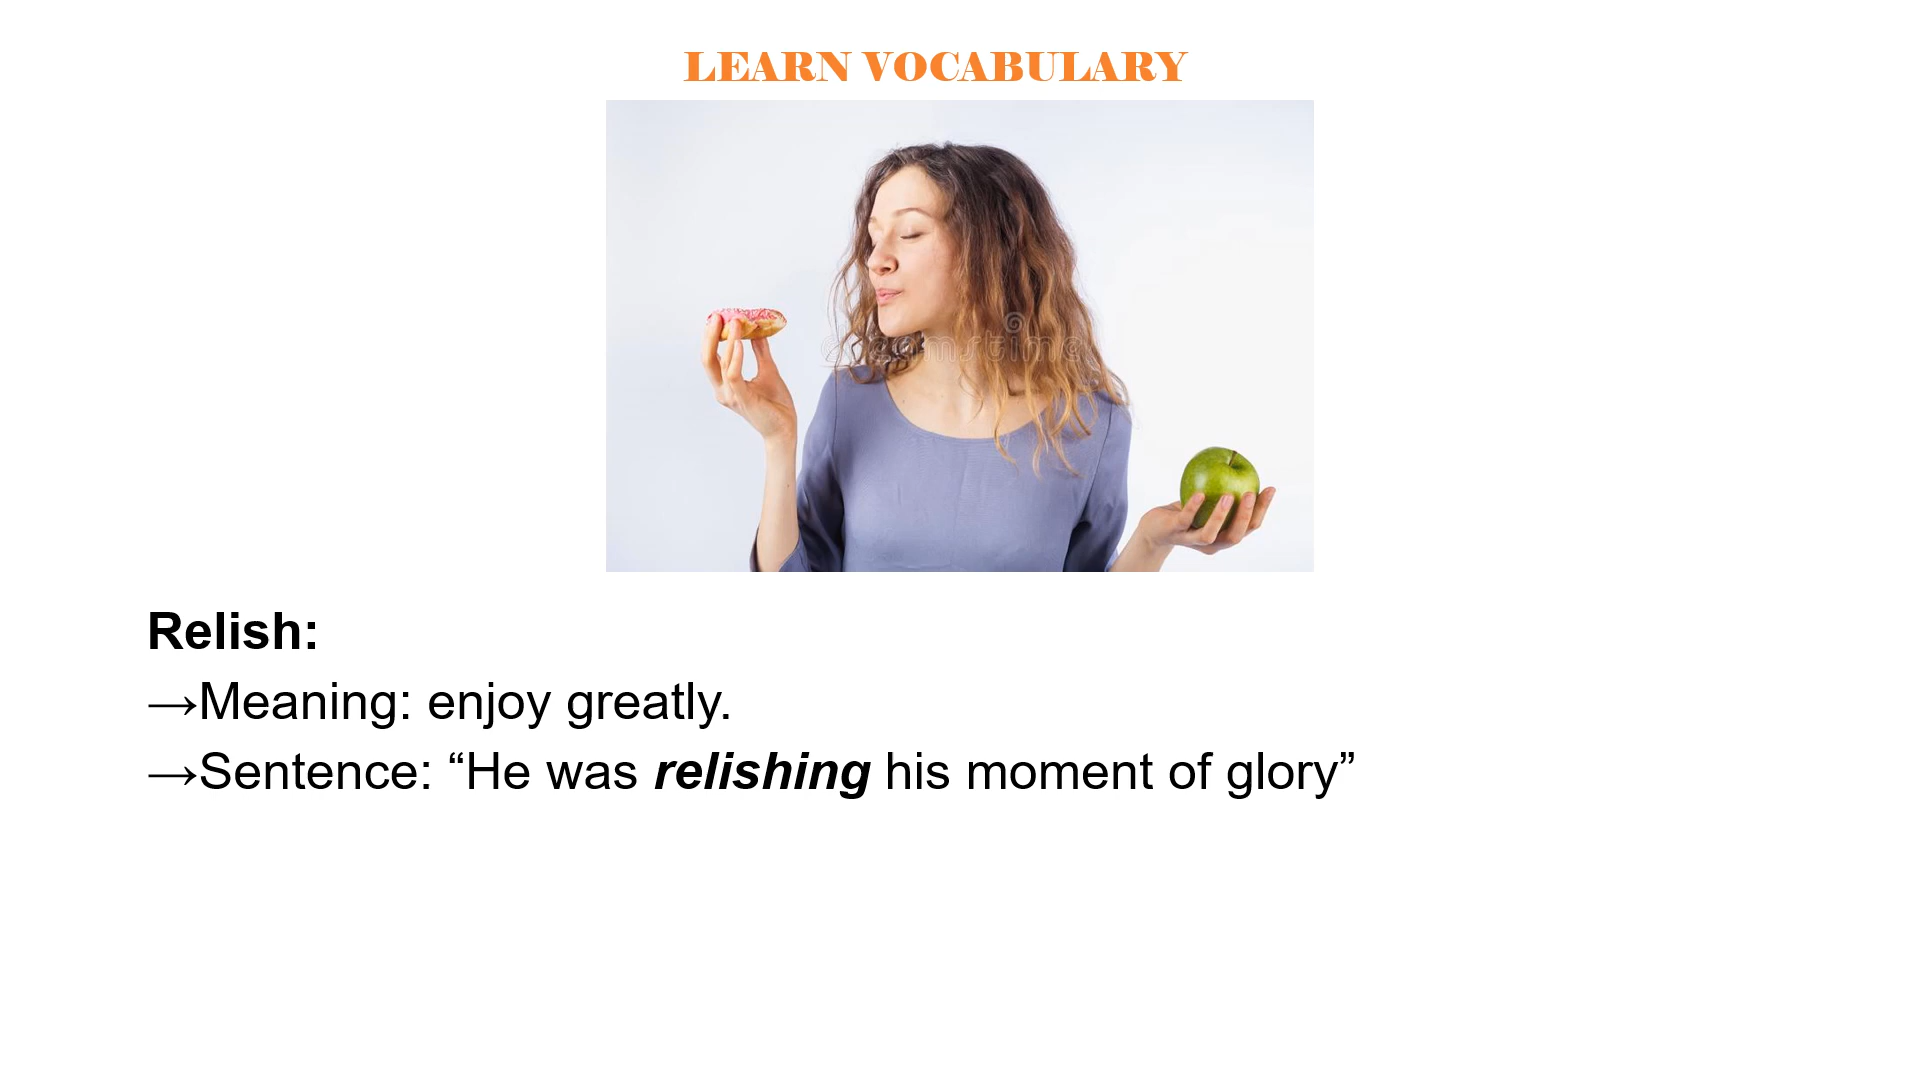 LEARN VOCABULARY
Relish:
→Meaning: enjoy greatly.
→Sentence: “He was relishing his moment of glory”